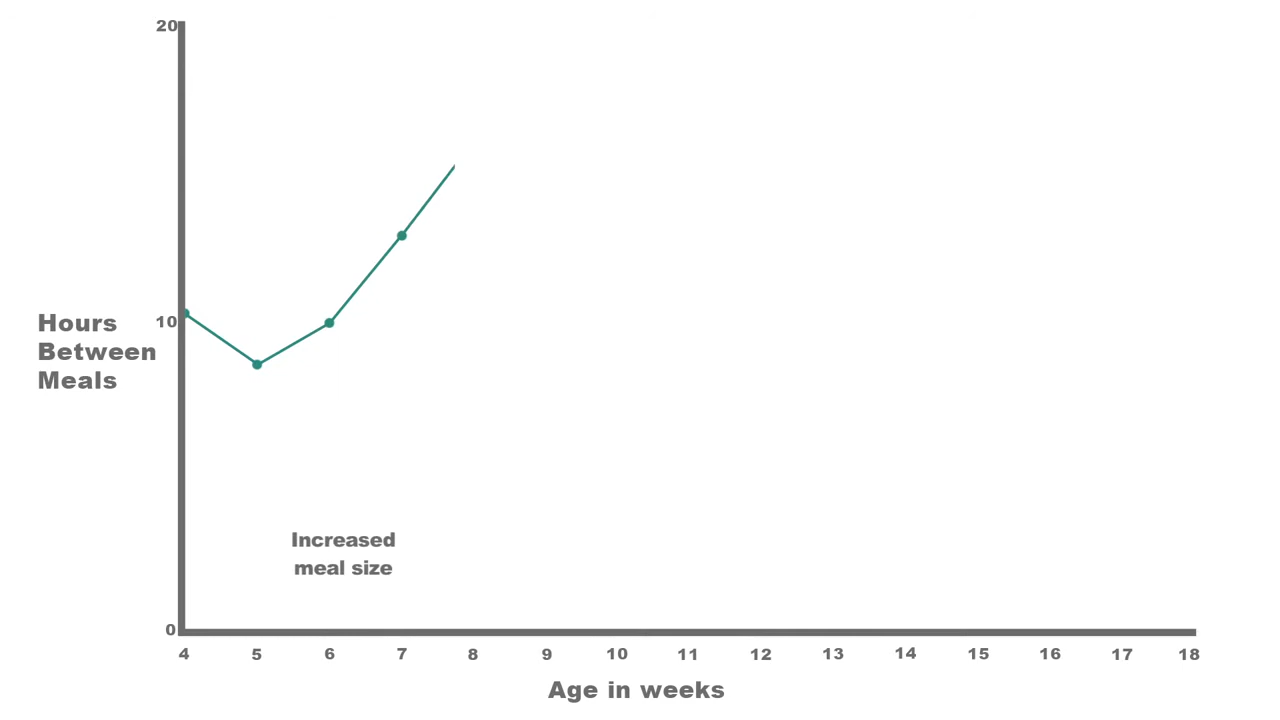 20
10
0
Hours
Between
Meals
Increased
meal size
4 5 6 7 8 9 10 11 12 13 14 15 16 17 18
Age in weeks